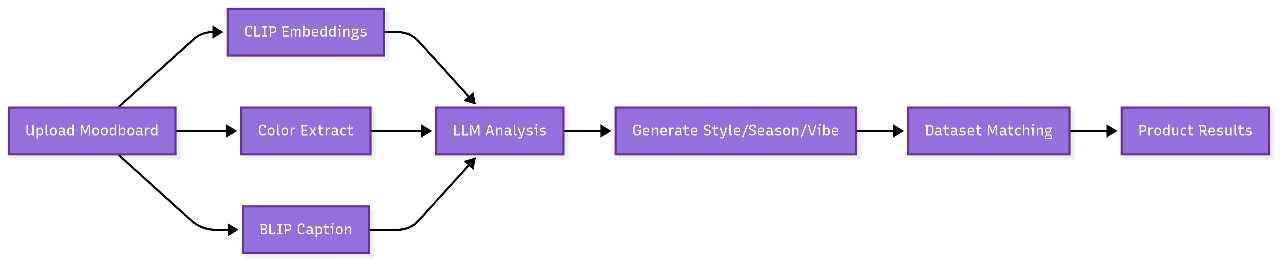 CLIP Embeddings
Upload Moodboard
Color Extract
LLM Analysis
Generate Style/Season/Vibe
Dataset Matching
Product Results
BLIP Caption